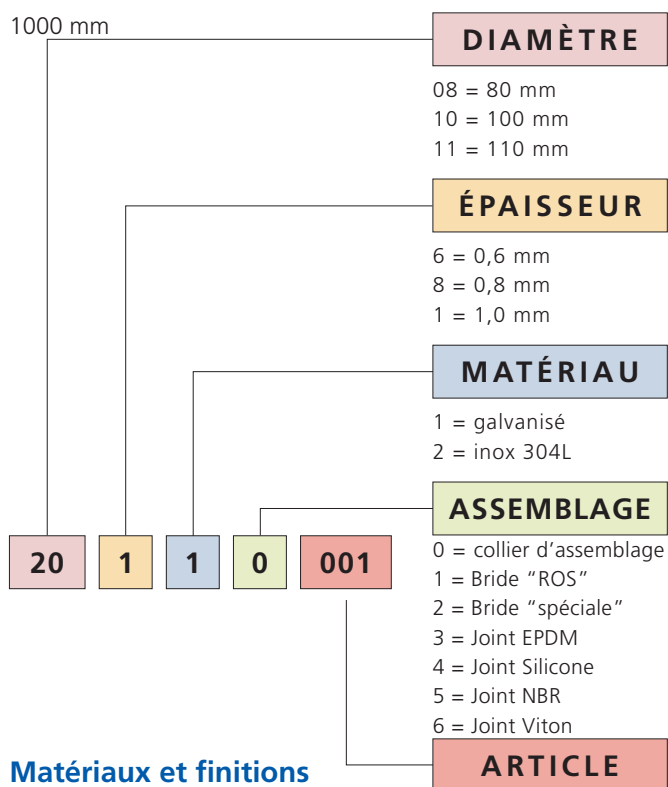 1000 mm
DIAMÈTRE
08 = 80 mm
10 = 100 mm
11 = 110 mm
ÉPAISSEUR
6 = 0,6 mm
8 = 0,8 mm
1 = 1,0 mm
MATÉRIAU
1 = galvanisé
2 = inox 304L
ASSEMBLAGE
0 = collier d’assemblage
1 = Bride “ROS”
2 = Bride “spéciale”
3 = Joint EPDM
4 = Joint Silicone
5 = Joint NBR
6 = Joint Viton
20 1 1 0 001
ARTICLE
Matériaux et finitions